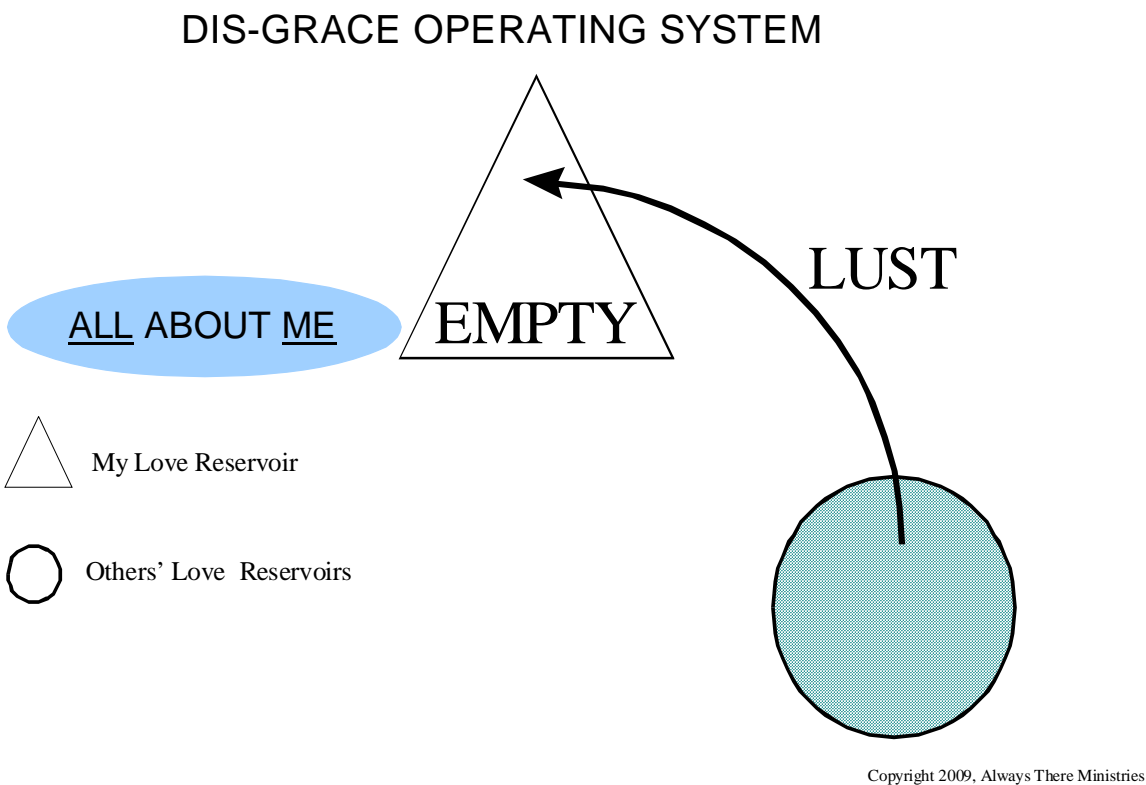 DIS-GRACE OPERATING SYSTEM
LUST
ALL ABOUT ME
EMPTY
My Love Reservoir
Others’ Love Reservoirs
Copyright 2009, Always There Ministries